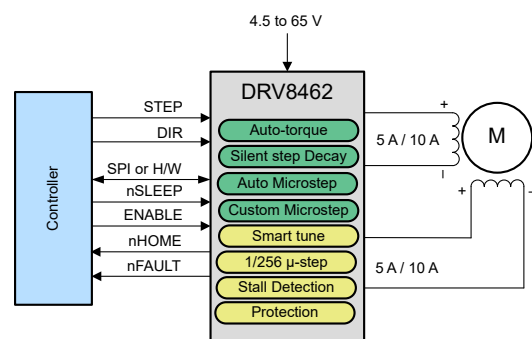 4.5 to 65 V
DRV8462
Controller
STEP
DIR
SPI or H/W
nSLEEP
ENABLE
nHOME
nFAULT
Auto-torque
Silent step Decay
Auto Microstep
Custom Microstep
Smart tune
1/256 µ-step
Stall Detection
Protection
+
5 A / 10 A
–
M
+
–
5 A / 10 A